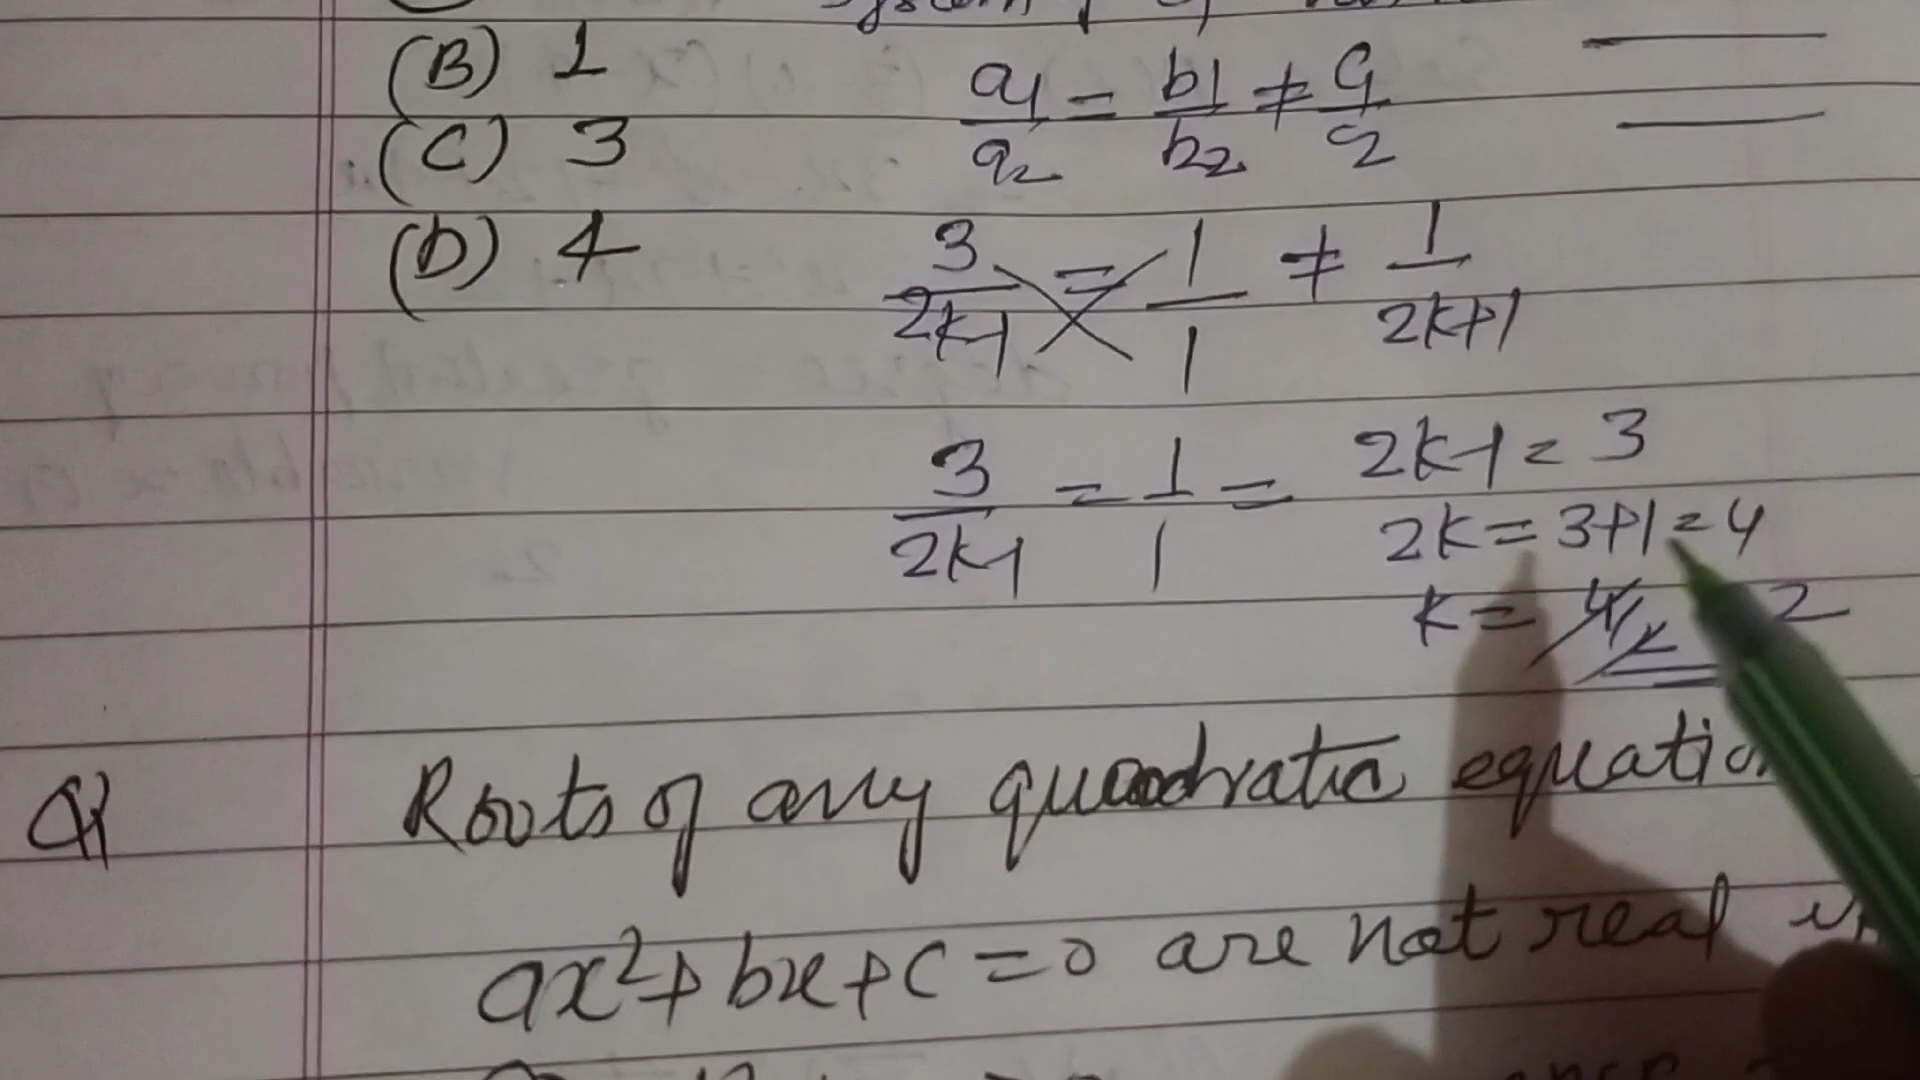 System of
(B) 1
a1/a2 = b1/b2 ≠ c1/c2
(C) 3
(D) 4
3/2k-1 = 1/1 ≠ 1/2k+1
3/2k-1 = 1/1 = 2k-1 = 3
2k = 3+1 = 4
k = 4/2 2
Q) Roots of any quadratic equation
ax²+bx+c=0 are not real